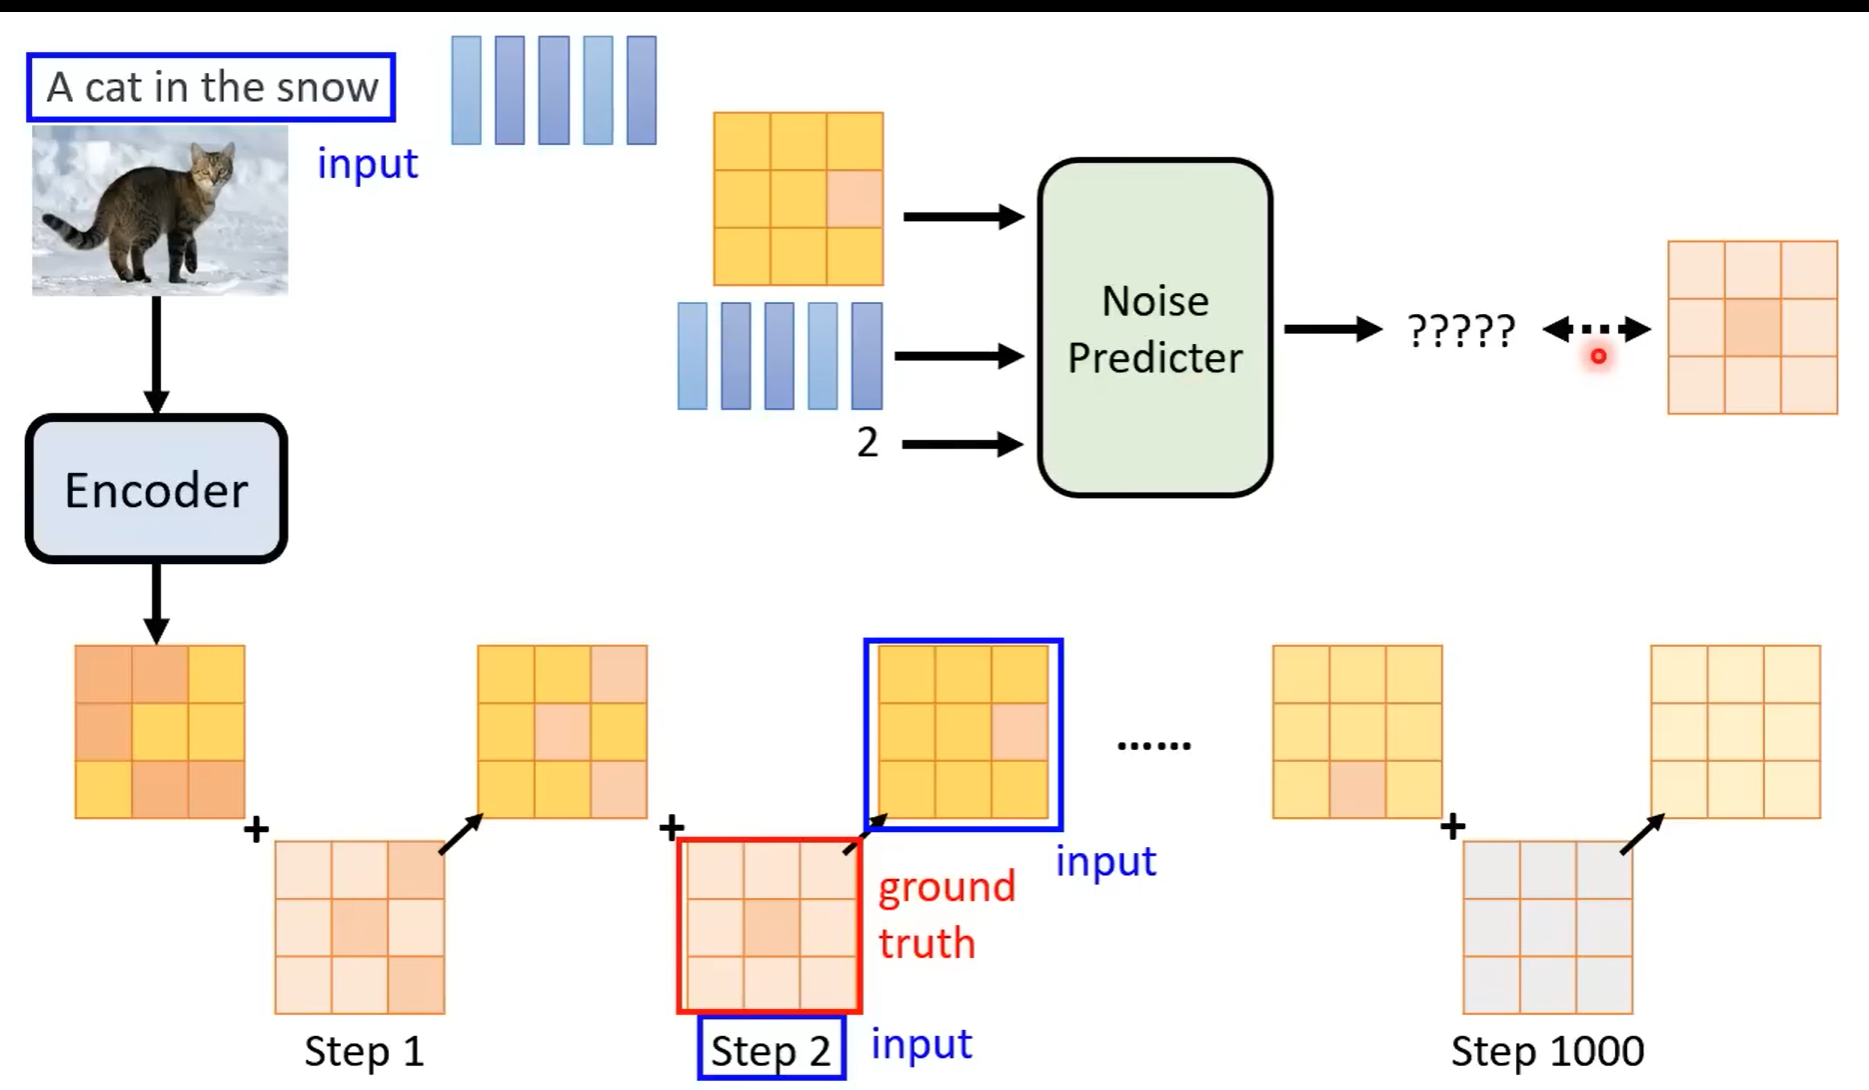 A cat in the snow
input
Noise
Predicter
?????
2
Encoder
+
+
......
+
input
ground
truth
Step 1
Step 2
input
Step 1000